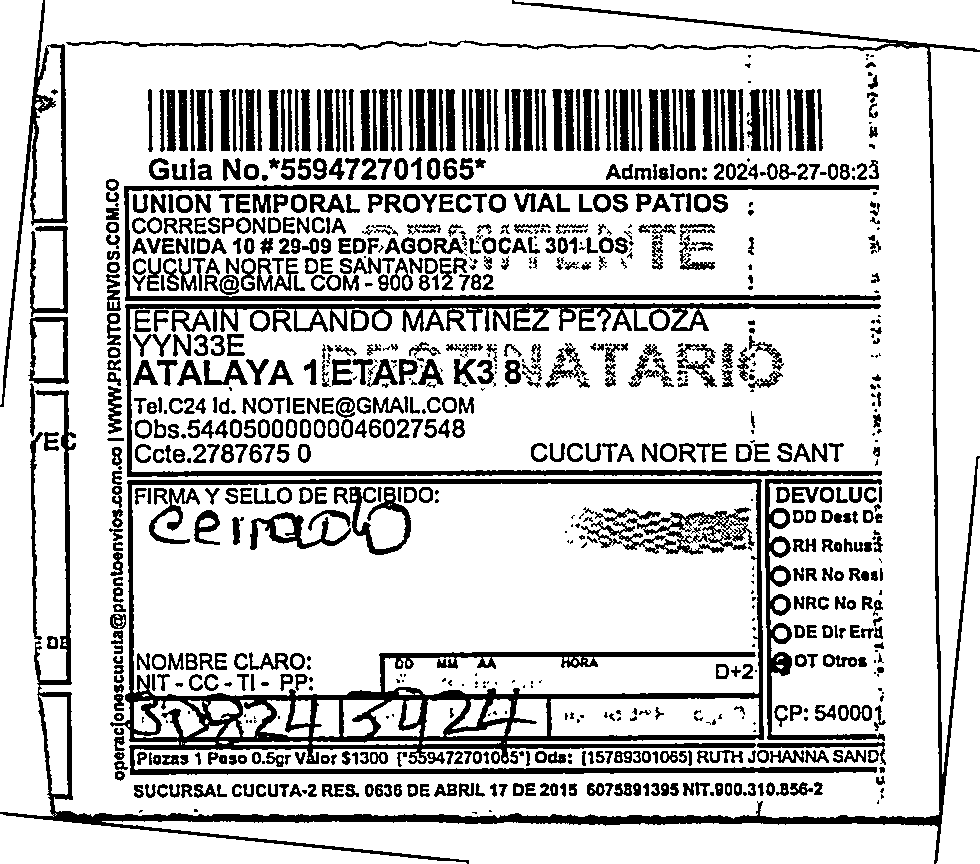 Guia No.*559472701065*
Admision: 2024-08-27-08:23
UNION TEMPORAL PROYECTO VIAL LOS PATIOS
CORRESPONDENCIA
AVENIDA 10 # 29-09 EDF AGORA LOCAL 301 LOS
CUCUTA NORTE DE SANTANDER
YEISMIR@GMAIL COM - 900 812 782
REMITENTE
EFRAIN ORLANDO MARTINEZ PE?ALOZA
YYN33E
ATALAYA 1 ETAPA K3 8
DESTINATARIO
Tel.C24 Id. NOTIENE@GMAIL.COM
Obs.54405000000046027548
Ccte.2787675 0
CUCUTA NORTE DE SANT
operacionescucuta@prontoenvios.com.co | WWW.PRONTOENVIOS.COM.CO
YEC
DE
FIRMA Y SELLO DE RECIBIDO:
cerrado
NOMBRE CLARO:
NIT - CC - TI - PP:
DD MM AA HORA
D+2
30824 3924
DEVOLUCI
DD Dest De
RH Rehus
NR No Resi
NRC No Re
DE Dir Erra
OT Otros
CP: 540001
Piezas 1 Peso 0.5gr Valor $1300 [*559472701065*] Ods: [15789301065] RUTH JOHANNA SAND
SUCURSAL CUCUTA-2 RES. 0636 DE ABRIL 17 DE 2015 6075891395 NIT.900.310.856-2